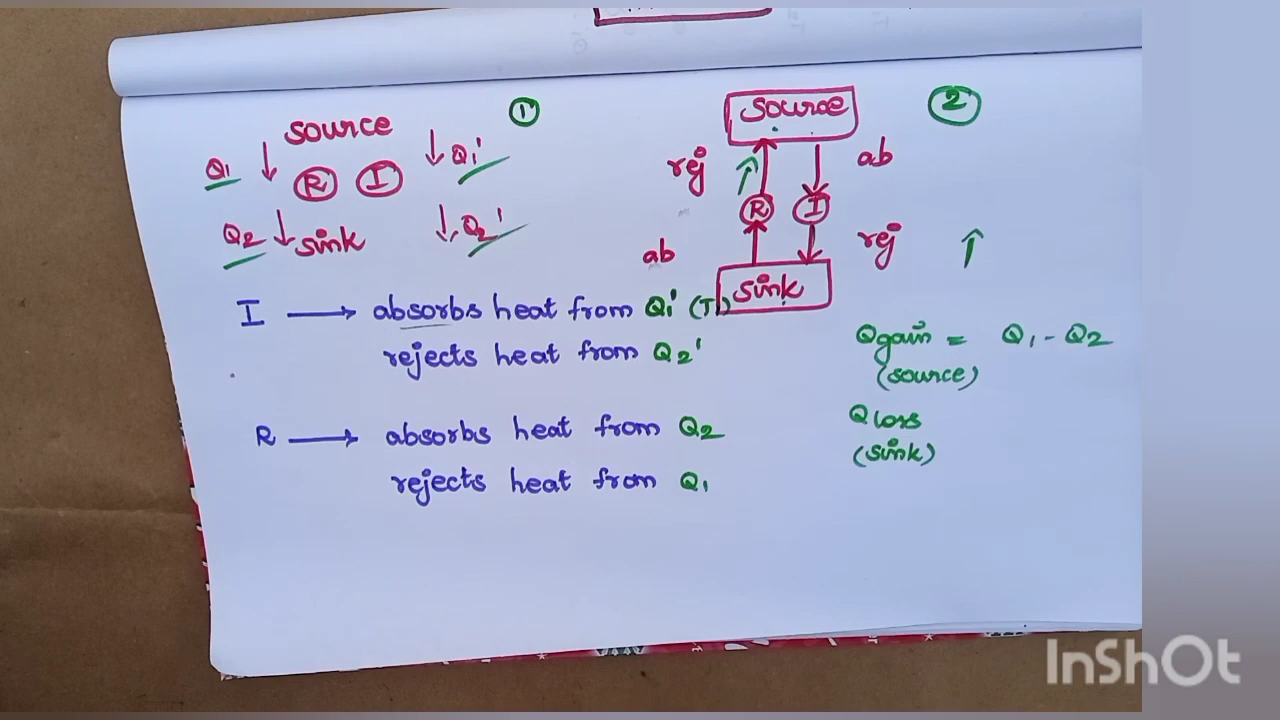 ①
Source
Q1 ↓ Ⓡ Ⓘ ↓ Q1'
Q2 ↓ Sink ↓ Q2'
②
Source
rej ↑ ab
Ⓡ Ⓘ
ab rej ↑
Sink
I → absorbs heat from Q1' (T1)
rejects heat from Q2'
R → absorbs heat from Q2
rejects heat from Q1
Qgain = Q1 - Q2
(source)
Qloss
(sink)
InShOt